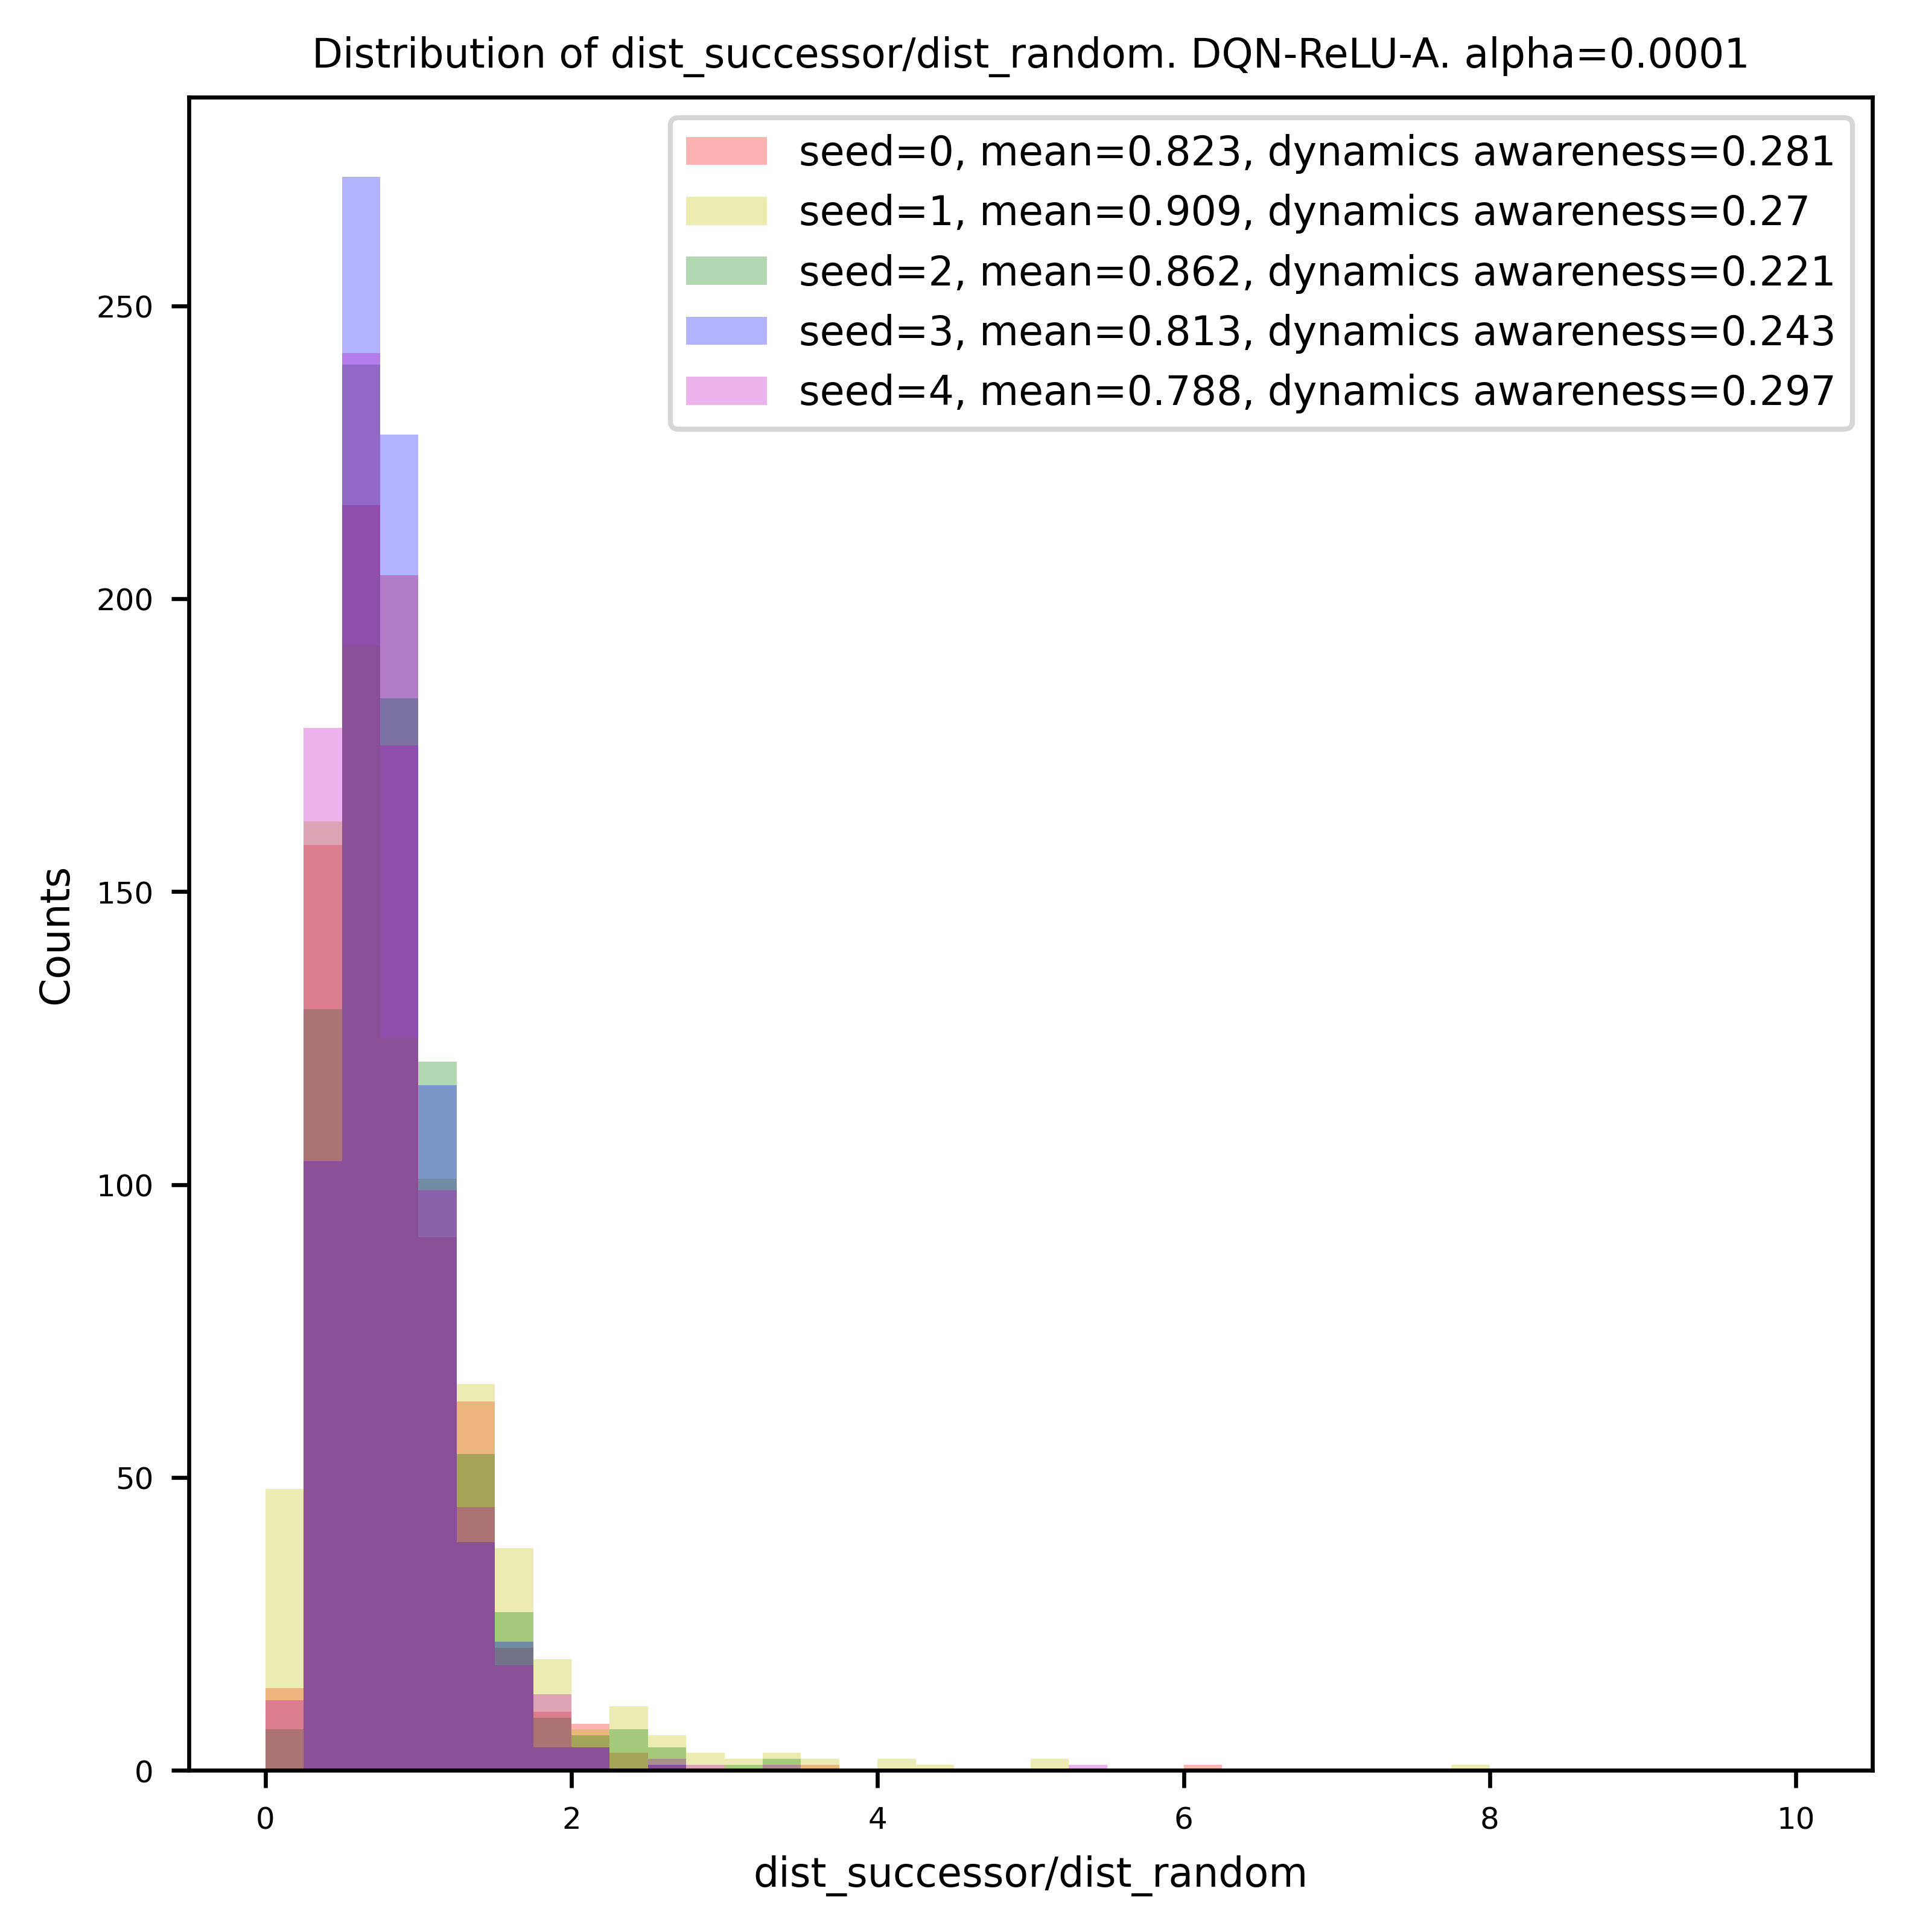 Distribution of dist_successor/dist_random. DQN-ReLU-A. alpha=0.0001
seed=0, mean=0.823, dynamics awareness=0.281
seed=1, mean=0.909, dynamics awareness=0.27
seed=2, mean=0.862, dynamics awareness=0.221
seed=3, mean=0.813, dynamics awareness=0.243
seed=4, mean=0.788, dynamics awareness=0.297
250
200
150
100
50
0
Counts
0 2 4 6 8 10
dist_successor/dist_random